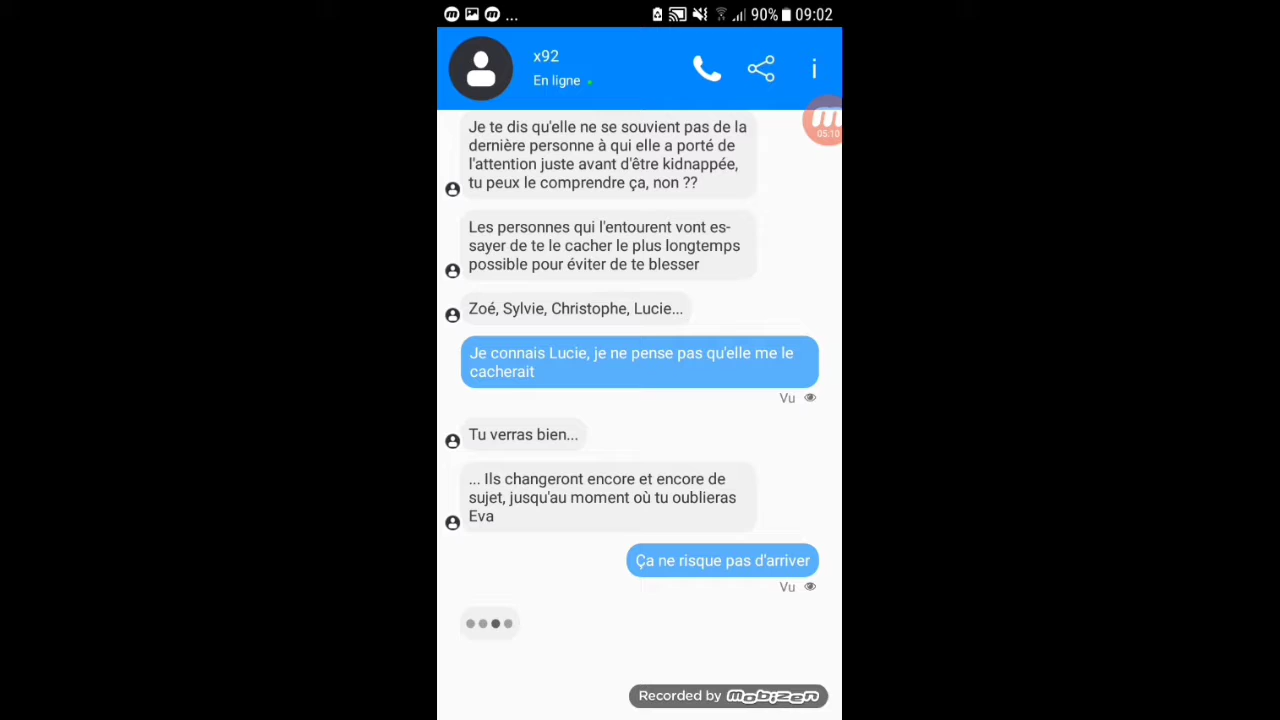 ... 90% 09:02
x92
En ligne
i
05:10
Je te dis qu'elle ne se souvient pas de la
dernière personne à qui elle a porté de
l'attention juste avant d'être kidnappée,
tu peux le comprendre ça, non ??
Les personnes qui l'entourent vont es-
sayer de te le cacher le plus longtemps
possible pour éviter de te blesser
Zoé, Sylvie, Christophe, Lucie...
Je connais Lucie, je ne pense pas qu'elle me le
cacherait
Vu
Tu verras bien...
... Ils changeront encore et encore de
sujet, jusqu'au moment où tu oublieras
Eva
Ça ne risque pas d'arriver
Vu
Recorded by mobizen